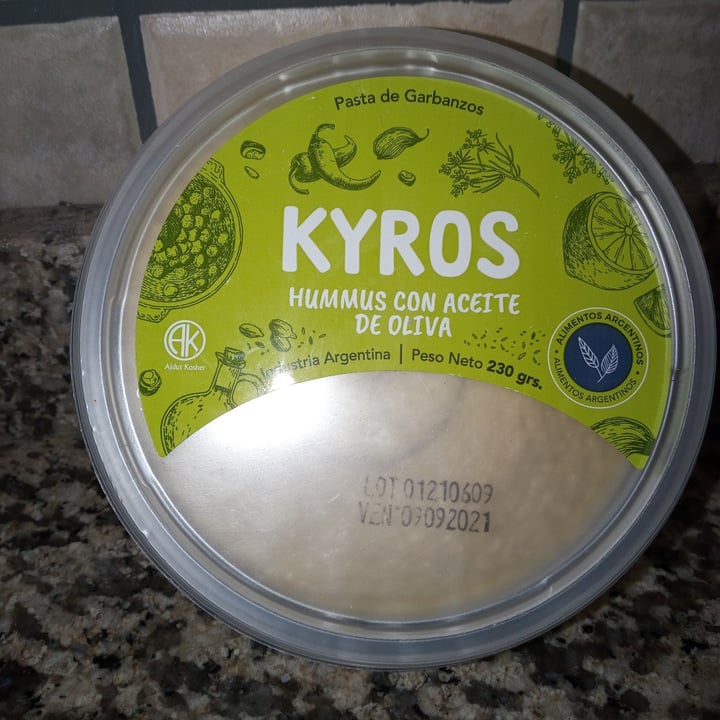 Pasta de Garbanzos
KYROS
HUMMUS CON ACEITE
DE OLIVA
AK
Ajdut Kosher
Industria Argentina | Peso Neto 230 grs.
ALIMENTOS ARGENTINOS
ALIMENTOS ARGENTINOS
LOT 01210609
VEN 09092021